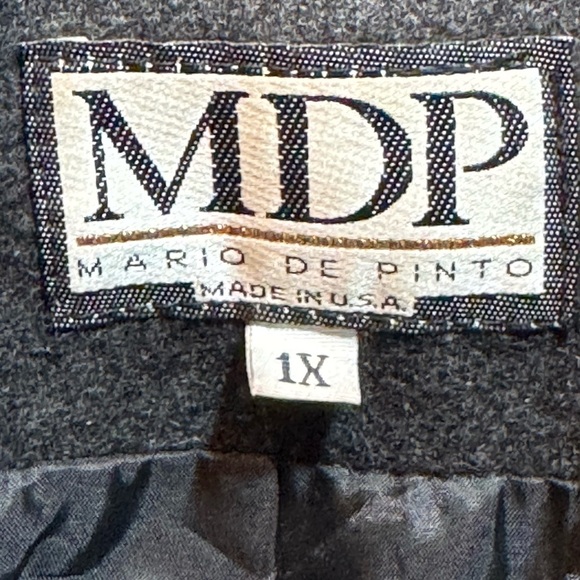 MDP
MARIO DE PINTO
MADE IN U.S.A.
1X